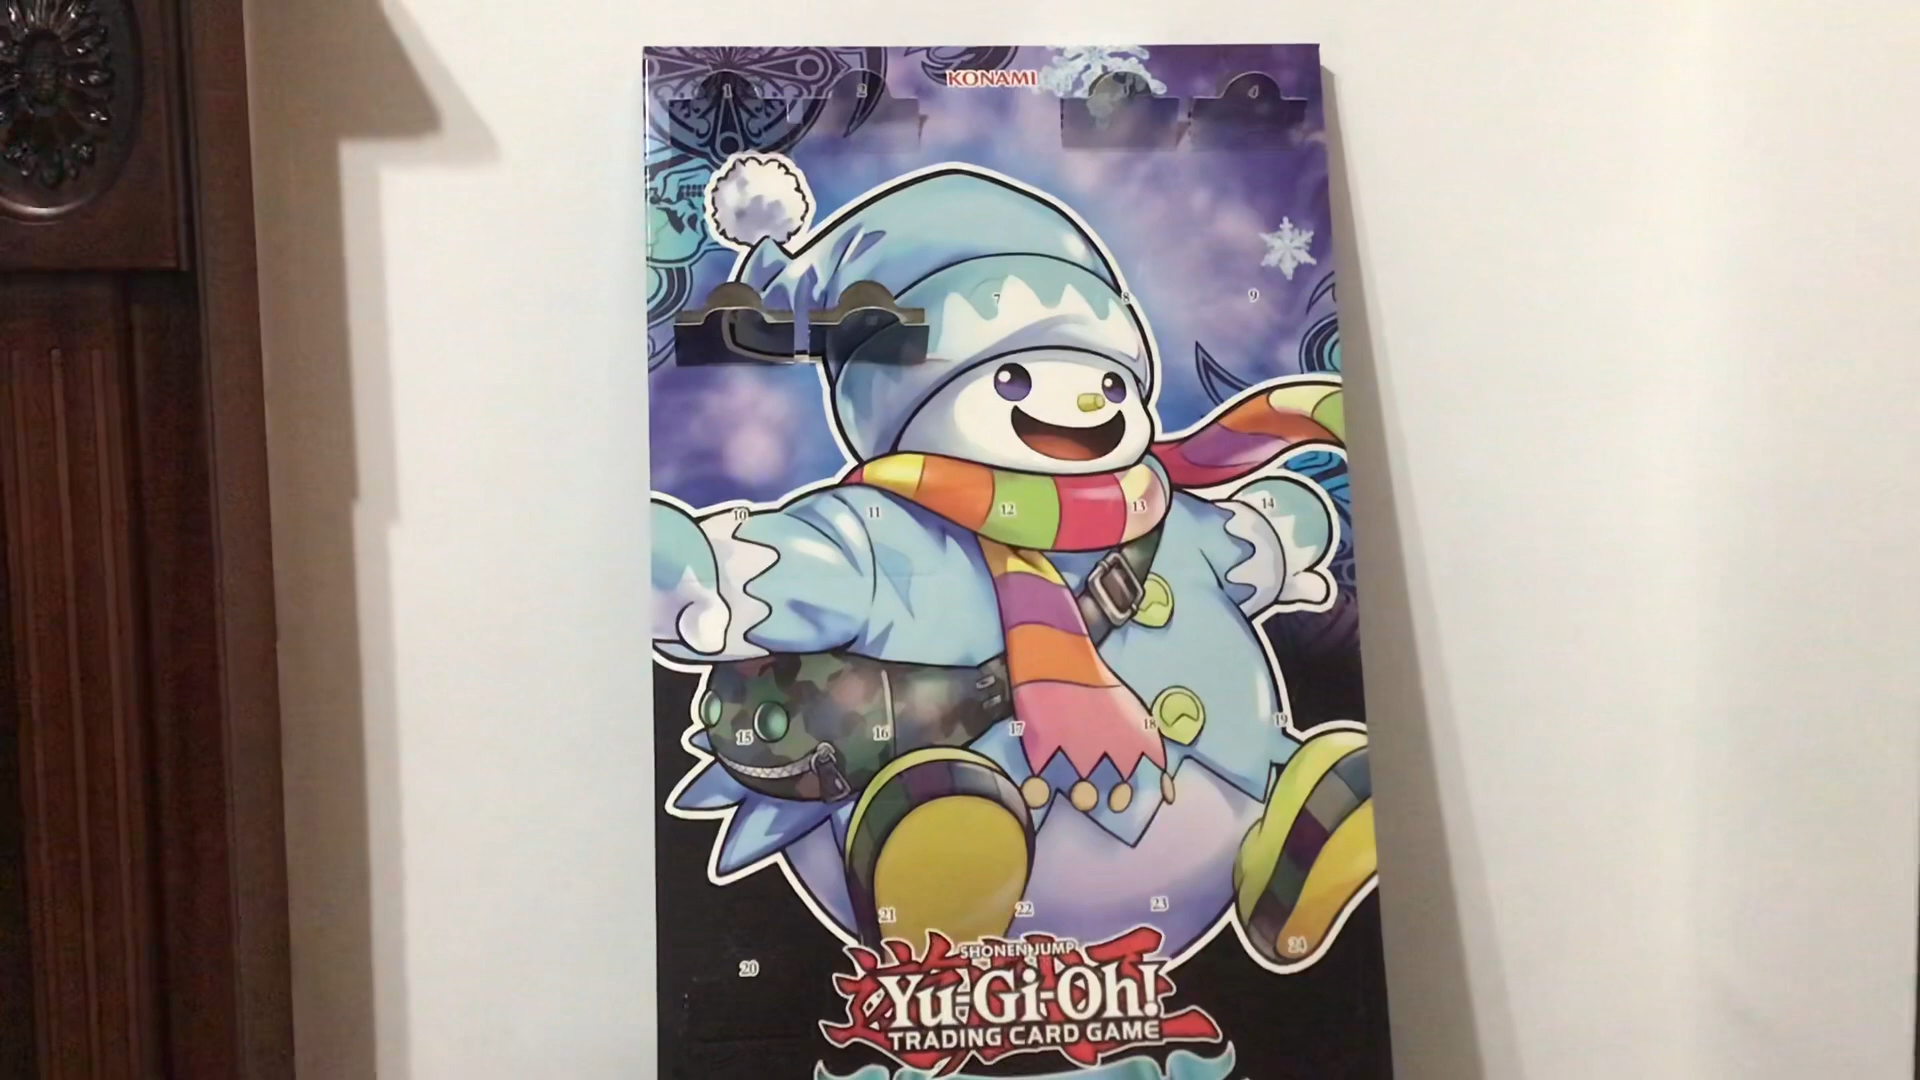 KONAMI
1 2 4
7 8 9
10 11 12 13 14
15 16 17 18 19
20 21 22 23 24
SHONEN JUMP
Yu-Gi-Oh!
TRADING CARD GAME